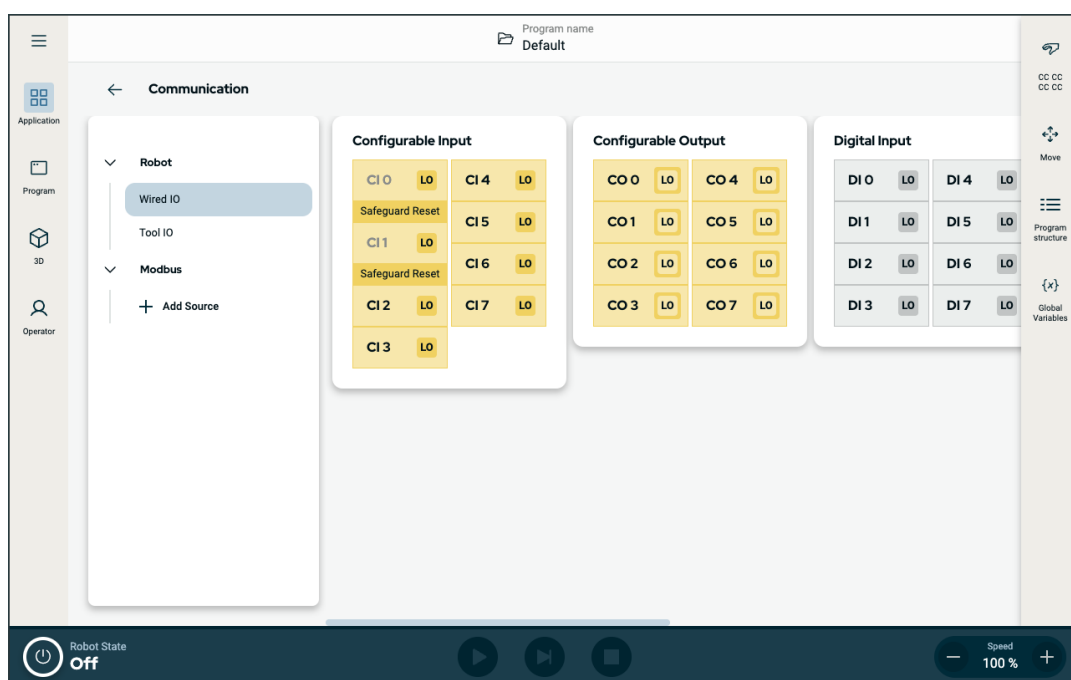 Program name
Default
Application
Program
3D
Operator
Communication
Robot
Wired IO
Tool IO
Modbus
Add Source
Configurable Input
CI 0 LO CI 4 LO
Safeguard Reset
CI 5 LO
CI 1 LO
CI 6 LO
Safeguard Reset
CI 2 LO CI 7 LO
CI 3 LO
Configurable Output
CO 0 LO CO 4 LO
CO 1 LO CO 5 LO
CO 2 LO CO 6 LO
CO 3 LO CO 7 LO
Digital Input
DI 0 LO DI 4 LO
DI 1 LO DI 5 LO
DI 2 LO DI 6 LO
DI 3 LO DI 7 LO
CC CC
CC CC
Move
Program
structure
{x}
Global
Variables
Robot State
Off
Speed
100 %